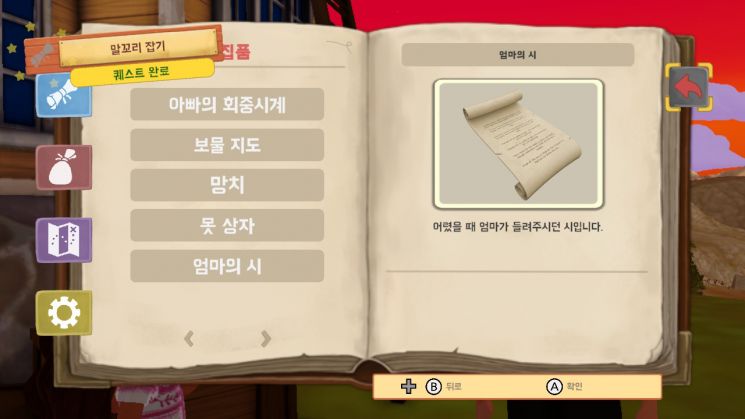 말꼬리 잡기
퀘스트 완료
집품
아빠의 회중시계
보물 지도
망치
못 상자
엄마의 시
엄마의 시
어렸을 때 엄마가 들려주시던 시입니다.
B 뒤로
A 확인